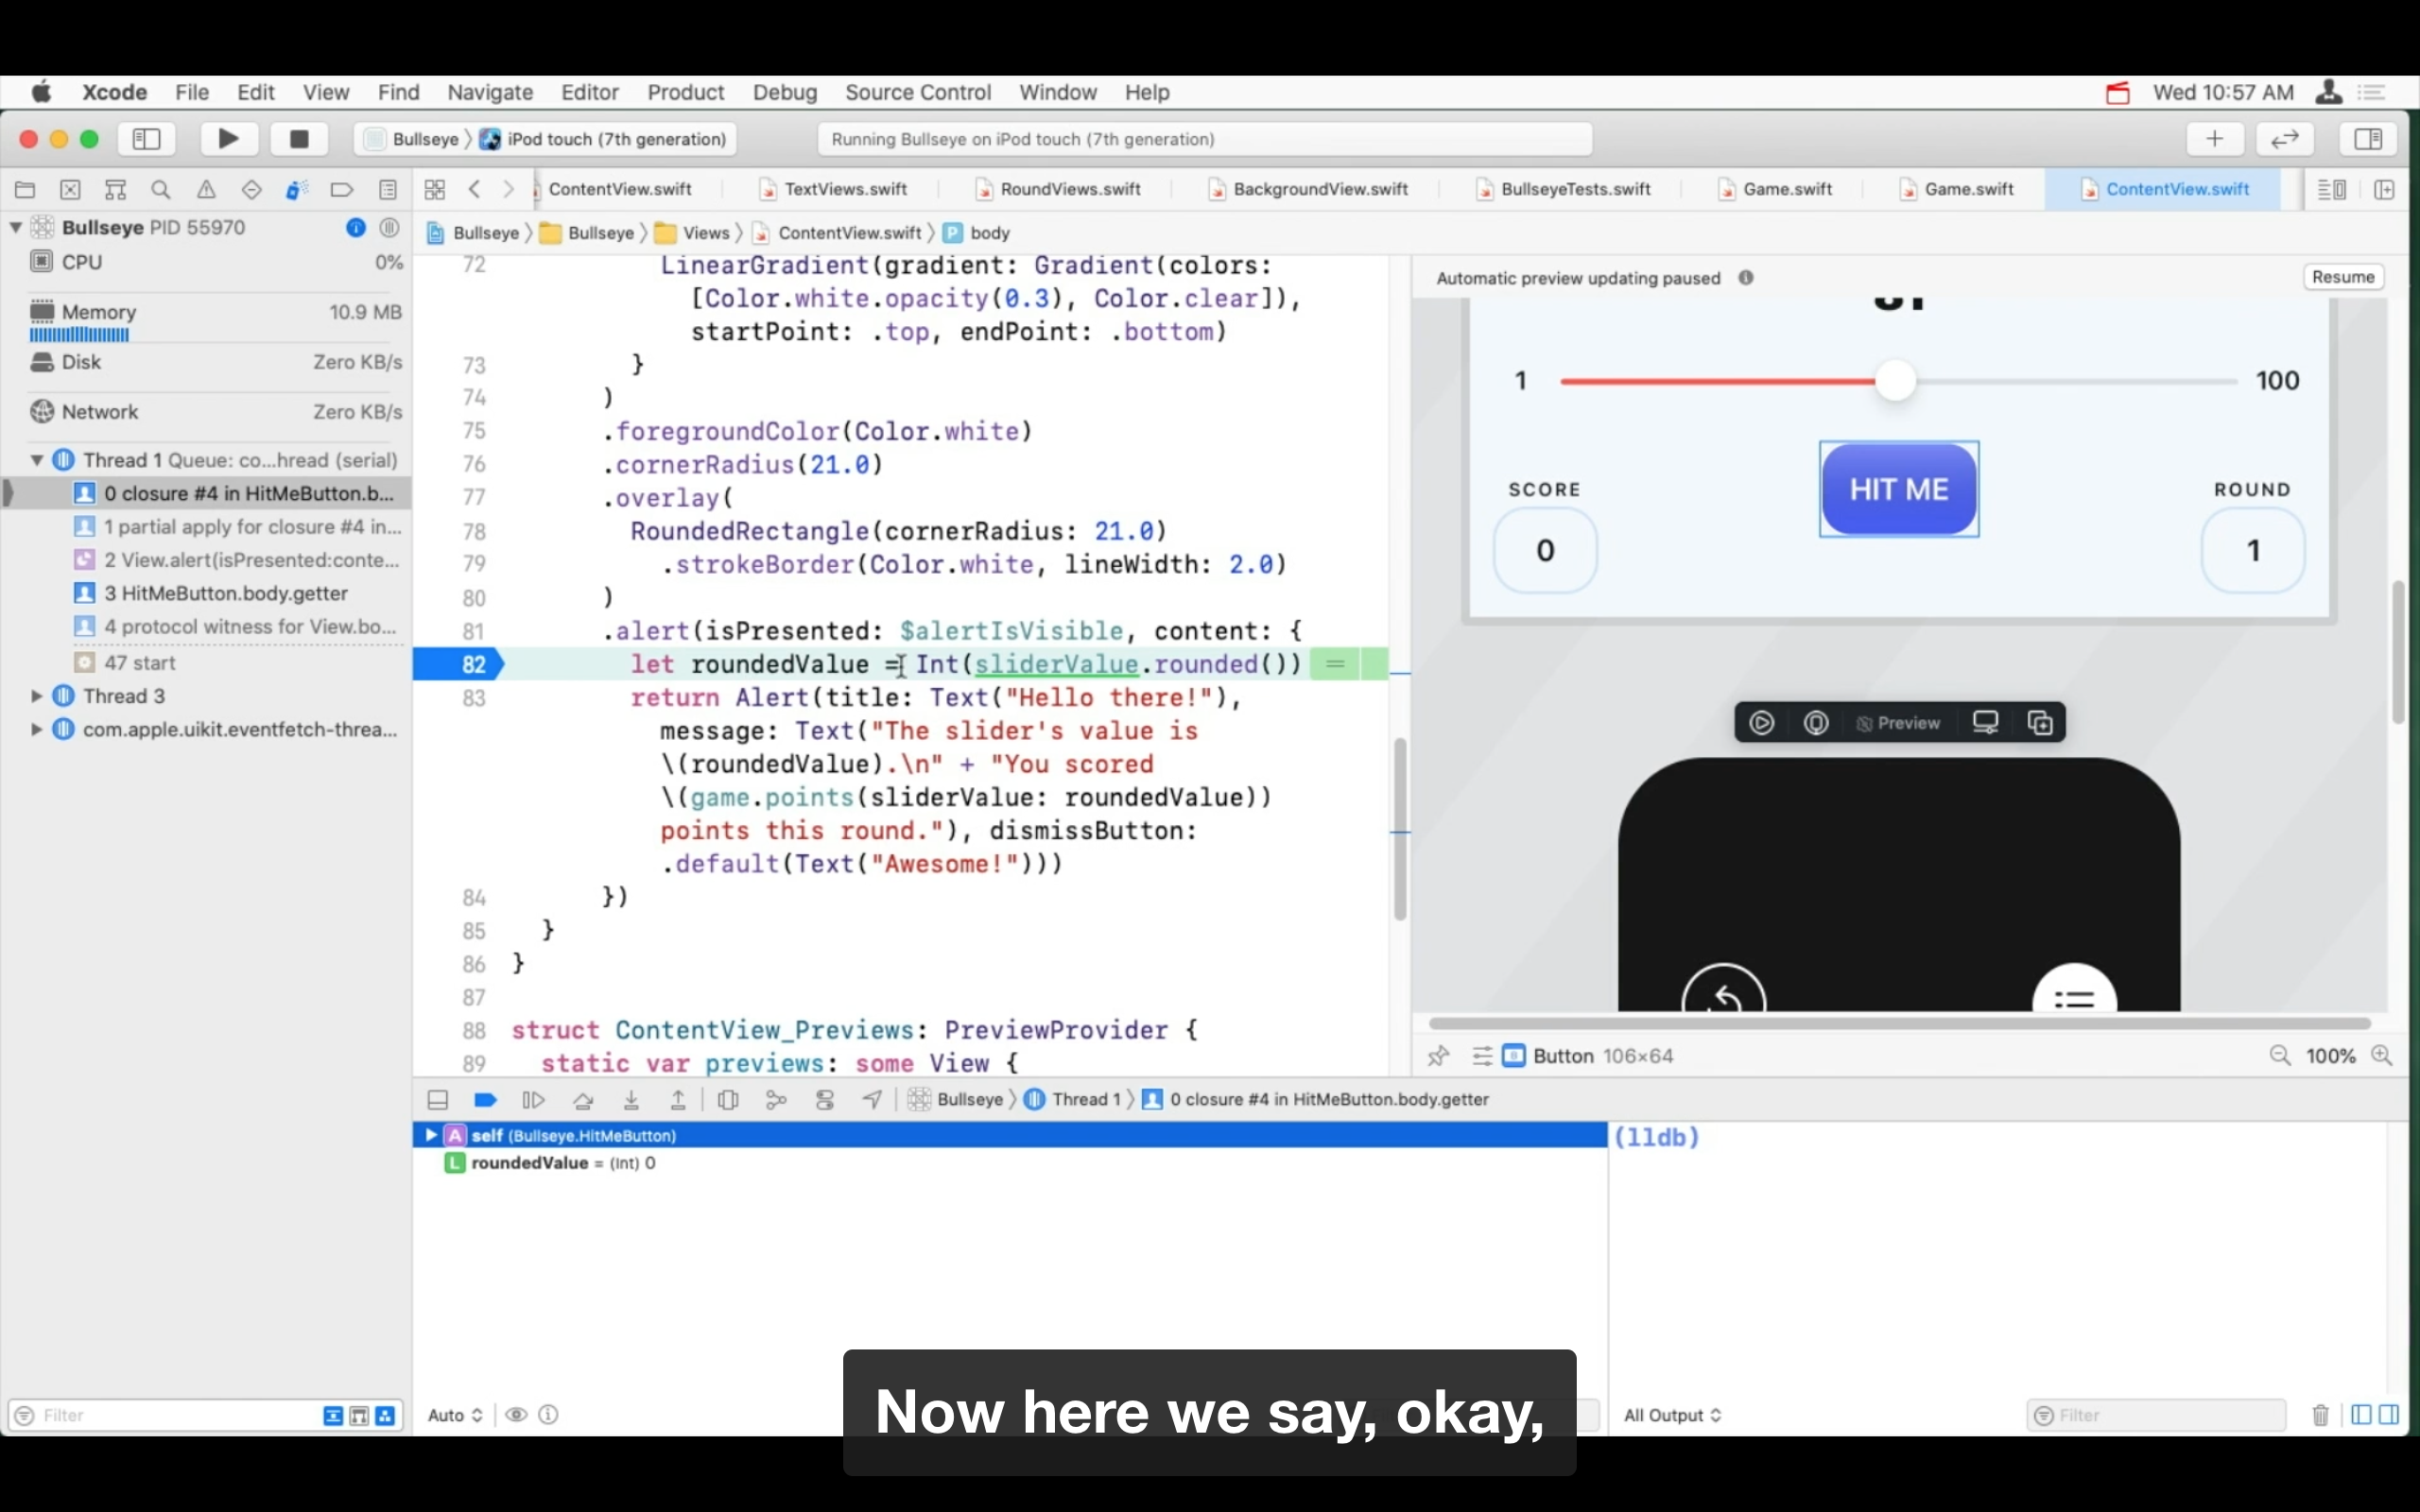 Xcode File Edit View Find Navigate Editor Product Debug Source Control Window Help Wed 10:57 AM
Bullseye iPod touch (7th generation) Running Bullseye on iPod touch (7th generation)
ContentView.swift TextViews.swift RoundViews.swift BackgroundView.swift BullseyeTests.swift Game.swift Game.swift ContentView.swift
Bullseye Bullseye Views ContentView.swift P body
Bullseye PID 55970
CPU 0%
Memory 10.9 MB
Disk Zero KB/s
Network Zero KB/s
Thread 1 Queue: co...hread (serial)
0 closure #4 in HitMeButton.b...
1 partial apply for closure #4 in...
2 View.alert(isPresented:conte...
3 HitMeButton.body.getter
4 protocol witness for View.bo...
47 start
Thread 3
com.apple.uikit.eventfetch-threa...
Filter
72 LinearGradient(gradient: Gradient(colors:
[Color.white.opacity(0.3), Color.clear]),
startPoint: .top, endPoint: .bottom)
73 }
74 )
75 .foregroundColor(Color.white)
76 .cornerRadius(21.0)
77 .overlay(
78 RoundedRectangle(cornerRadius: 21.0)
79 .strokeBorder(Color.white, lineWidth: 2.0)
80 )
81 .alert(isPresented: $alertIsVisible, content: {
82 let roundedValue = Int(sliderValue.rounded()) =
83 return Alert(title: Text("Hello there!"),
message: Text("The slider's value is
\(roundedValue).\n" + "You scored
\(game.points(sliderValue: roundedValue))
points this round."), dismissButton:
.default(Text("Awesome!")))
84 })
85 }
86 }
87
88 struct ContentView_Previews: PreviewProvider {
89 static var previews: some View {
Automatic preview updating paused Resume
1 100
HIT ME
SCORE ROUND
0 1
Preview
Button 106×64 100%
Bullseye Thread 1 0 closure #4 in HitMeButton.body.getter
A self (Bullseye.HitMeButton)
L roundedValue = (Int) 0
(lldb)
Auto All Output Filter
Now here we say, okay,